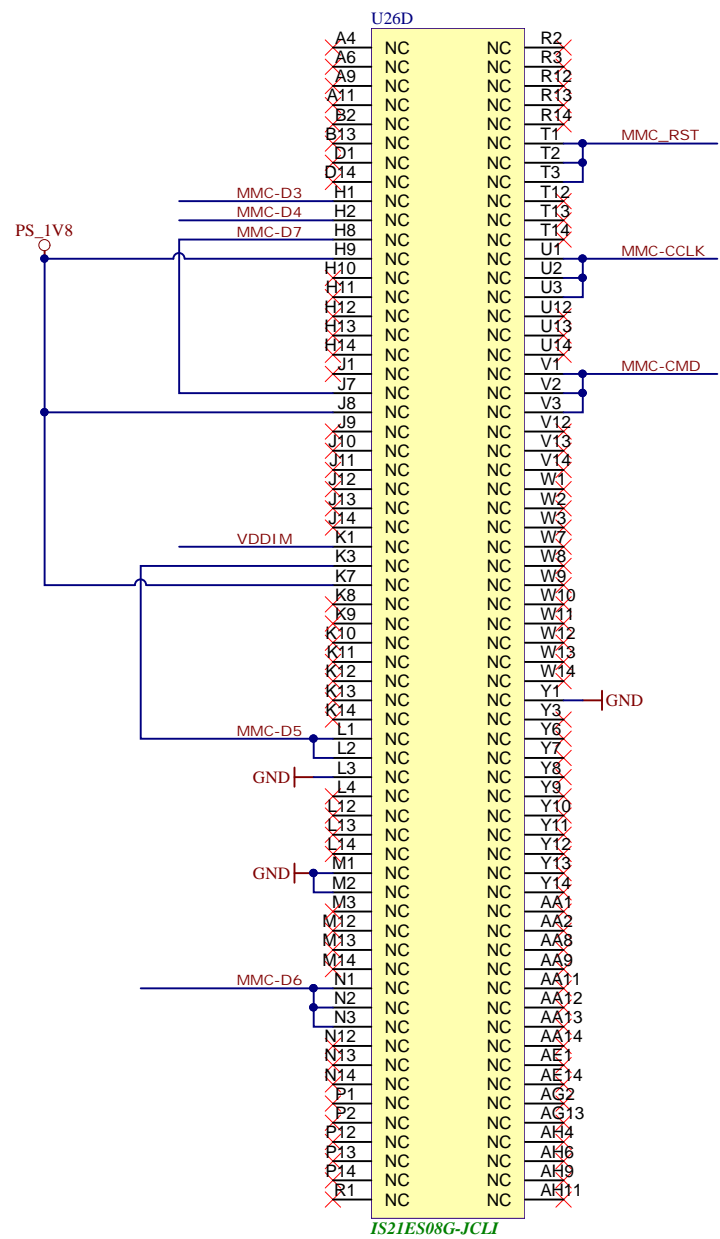 U26D
A4 NC NC R2
A6 NC NC R3
A9 NC NC R12
A11 NC NC R13
B2 NC NC R14
B13 NC NC T1 MMC_RST
D1 NC NC T2
D14 NC NC T3
MMC-D3 H1 NC NC T12
MMC-D4 H2 NC NC T13
PS_1V8 MMC-D7 H8 NC NC T14
H9 NC NC U1 MMC-CCLK
H10 NC NC U2
H11 NC NC U3
H12 NC NC U12
H13 NC NC U13
H14 NC NC U14
J1 NC NC V1 MMC-CMD
J7 NC NC V2
J8 NC NC V3
J9 NC NC V12
J10 NC NC V13
J11 NC NC V14
J12 NC NC W1
J13 NC NC W2
J14 NC NC W3
VDDIM K1 NC NC W7
K3 NC NC W8
K7 NC NC W9
K8 NC NC W10
K9 NC NC W11
K10 NC NC W12
K11 NC NC W13
K12 NC NC W14
K13 NC NC Y1 GND
K14 NC NC Y3
MMC-D5 L1 NC NC Y6
L2 NC NC Y7
GND L3 NC NC Y8
L4 NC NC Y9
L12 NC NC Y10
L13 NC NC Y11
L14 NC NC Y12
GND M1 NC NC Y13
M2 NC NC Y14
M3 NC NC AA1
M12 NC NC AA2
M13 NC NC AA8
M14 NC NC AA9
MMC-D6 N1 NC NC AA11
N2 NC NC AA12
N3 NC NC AA13
N12 NC NC AA14
N13 NC NC AE1
N14 NC NC AE14
P1 NC NC AG2
P2 NC NC AG13
P12 NC NC AH4
P13 NC NC AH6
P14 NC NC AH9
R1 NC NC AH11
IS21ES08G-JCLI